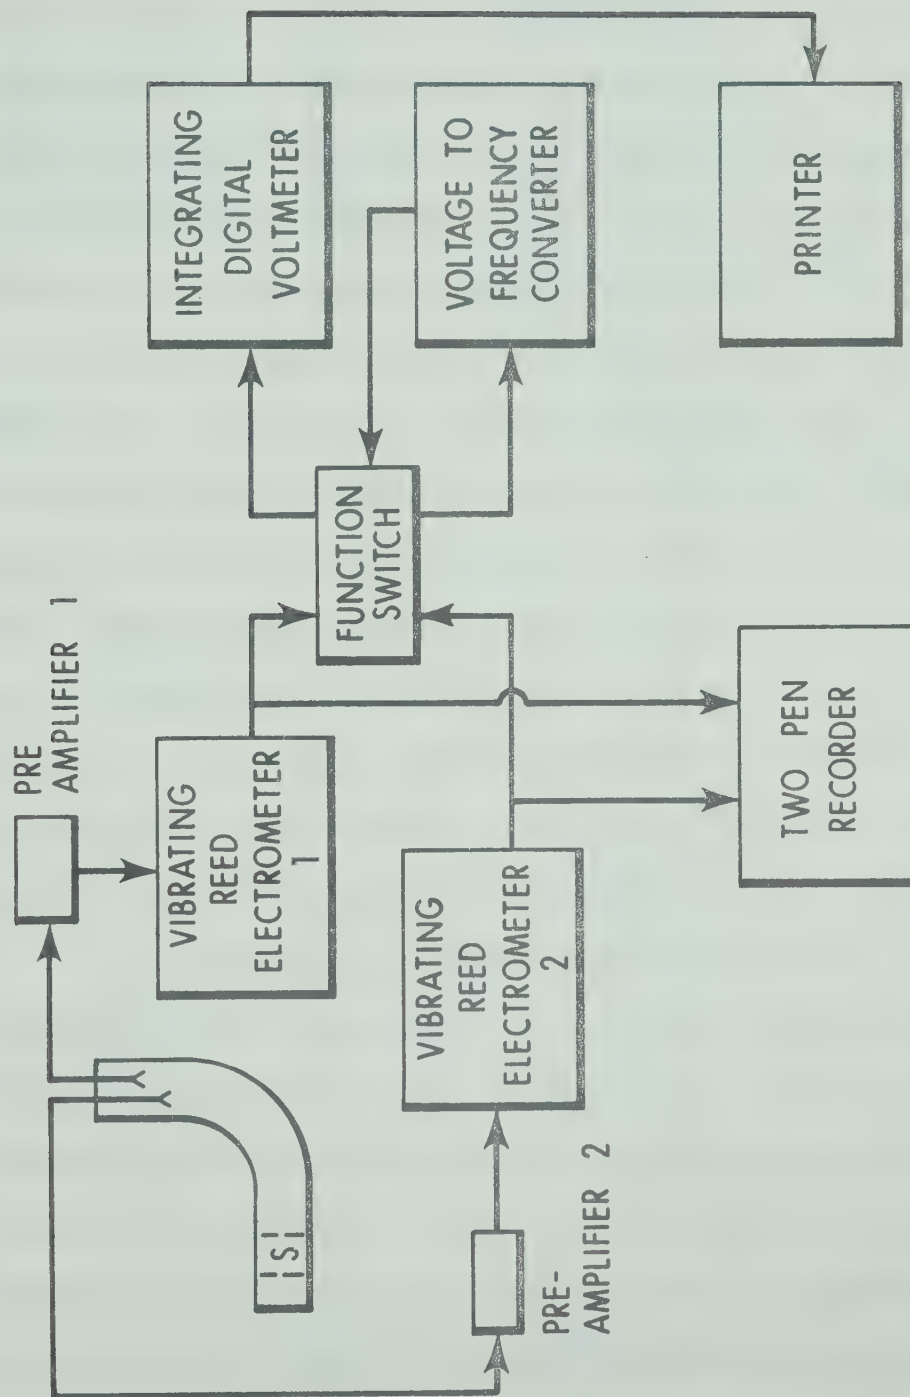 PRE
AMPLIFIER 1
VIBRATING
REED
ELECTROMETER
1
S
PRE-
AMPLIFIER 2
VIBRATING
REED
ELECTROMETER
2
FUNCTION
SWITCH
INTEGRATING
DIGITAL
VOLTMETER
VOLTAGE TO
FREQUENCY
CONVERTER
TWO PEN
RECORDER
PRINTER